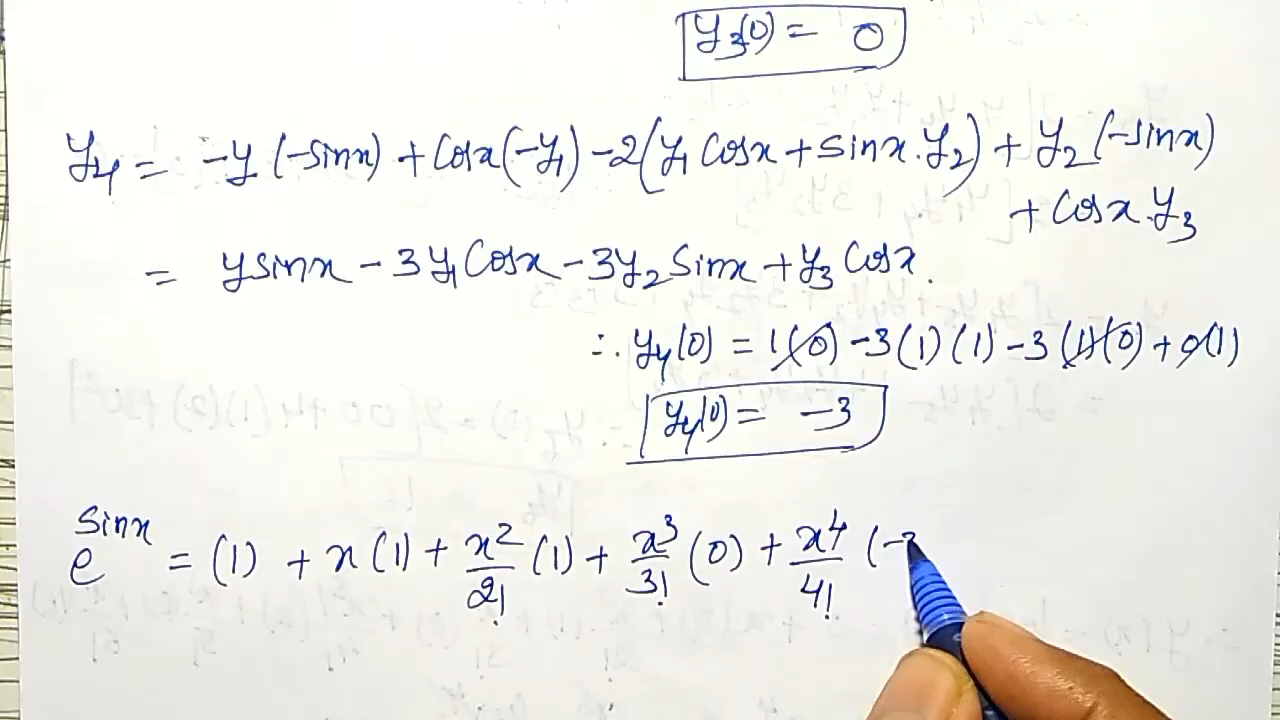 y₃(0) = 0
y₄ = -y (-sinx) + Cosx(-y₁) -2(y₁ Cosx + sinx.y₂) + y₂ (-sinx)
+ Cosx.y₃
= ysinx - 3y₁Cosx - 3y₂ Sinx + y₃ Cosx.
∴ y₄(0) = 1(0) -3(1)(1) -3(1)(0) + 0(1)
y₄(0) = -3
e^Sinx = (1) + x(1) + x²/2! (1) + x³/3! (0) + x⁴/4! (-3